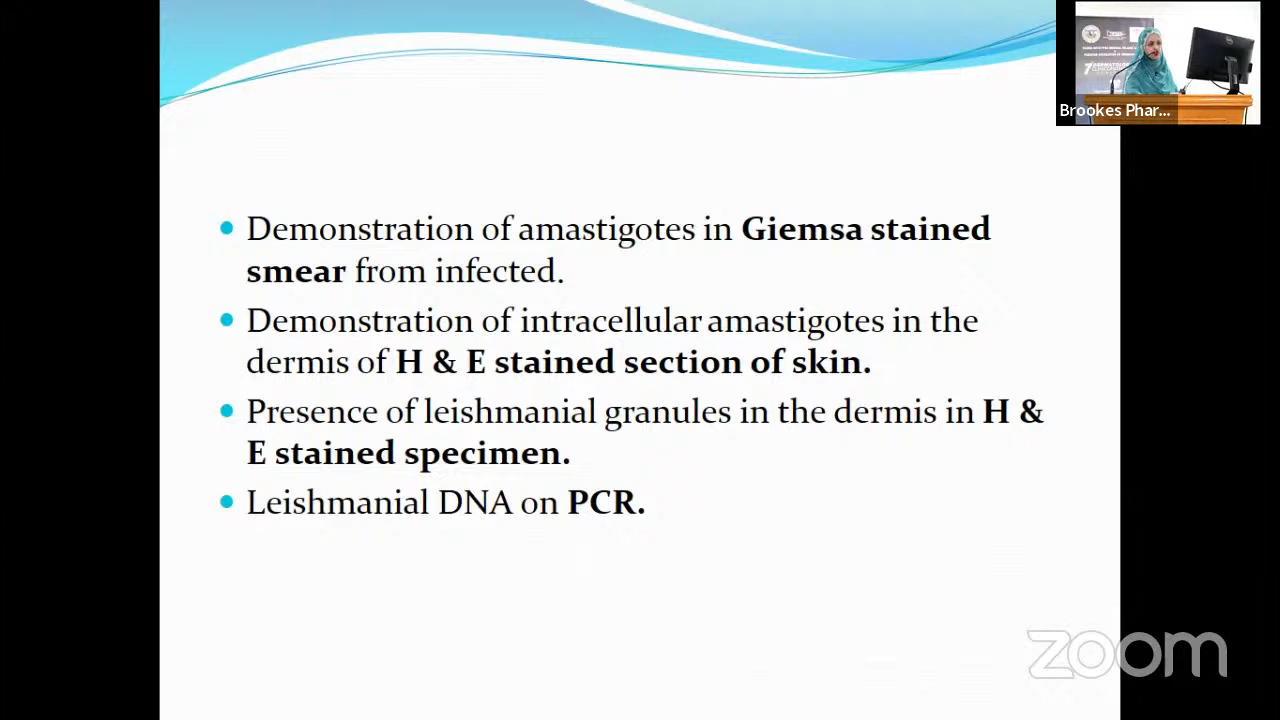 Brookes Phar...
Demonstration of amastigotes in Giemsa stained
smear from infected.
Demonstration of intracellular amastigotes in the
dermis of H & E stained section of skin.
Presence of leishmanial granules in the dermis in H &
E stained specimen.
Leishmanial DNA on PCR.
zoom